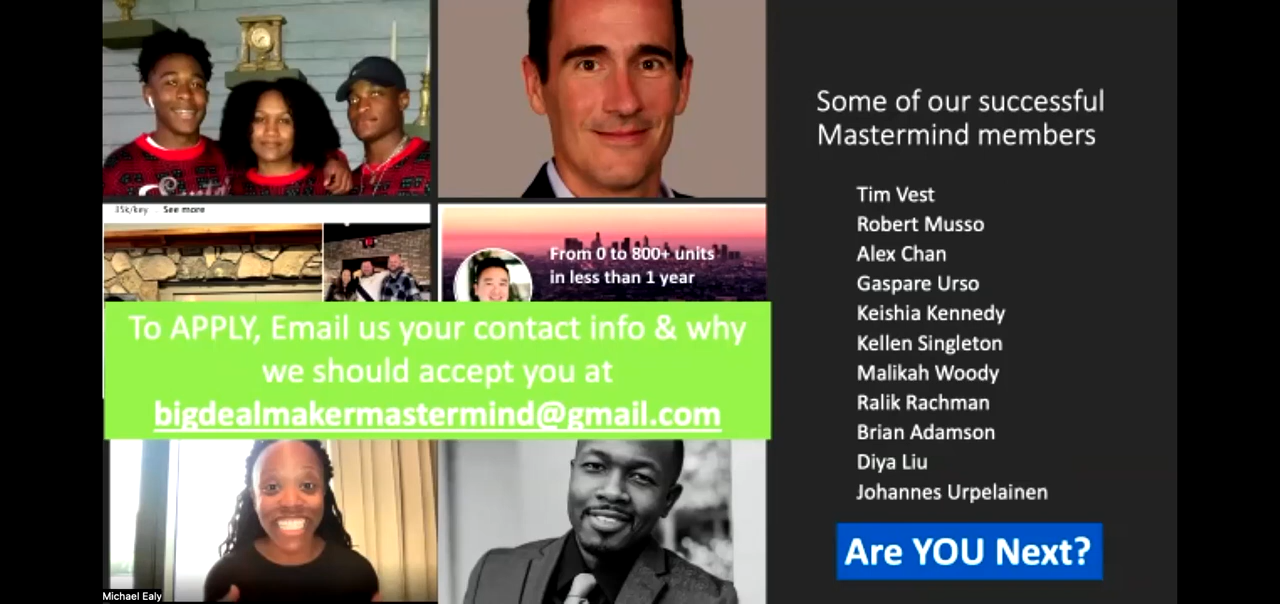 Some of our successful
Mastermind members
Tim Vest
Robert Musso
Alex Chan
Gaspare Urso
Keishia Kennedy
Kellen Singleton
Malikah Woody
Ralik Rachman
Brian Adamson
Diya Liu
Johannes Urpelainen
Are YOU Next?
35k/key ... See more
From 0 to 800+ units
in less than 1 year
To APPLY, Email us your contact info & why
we should accept you at
bigdealmakermastermind@gmail.com
Michael Ealy